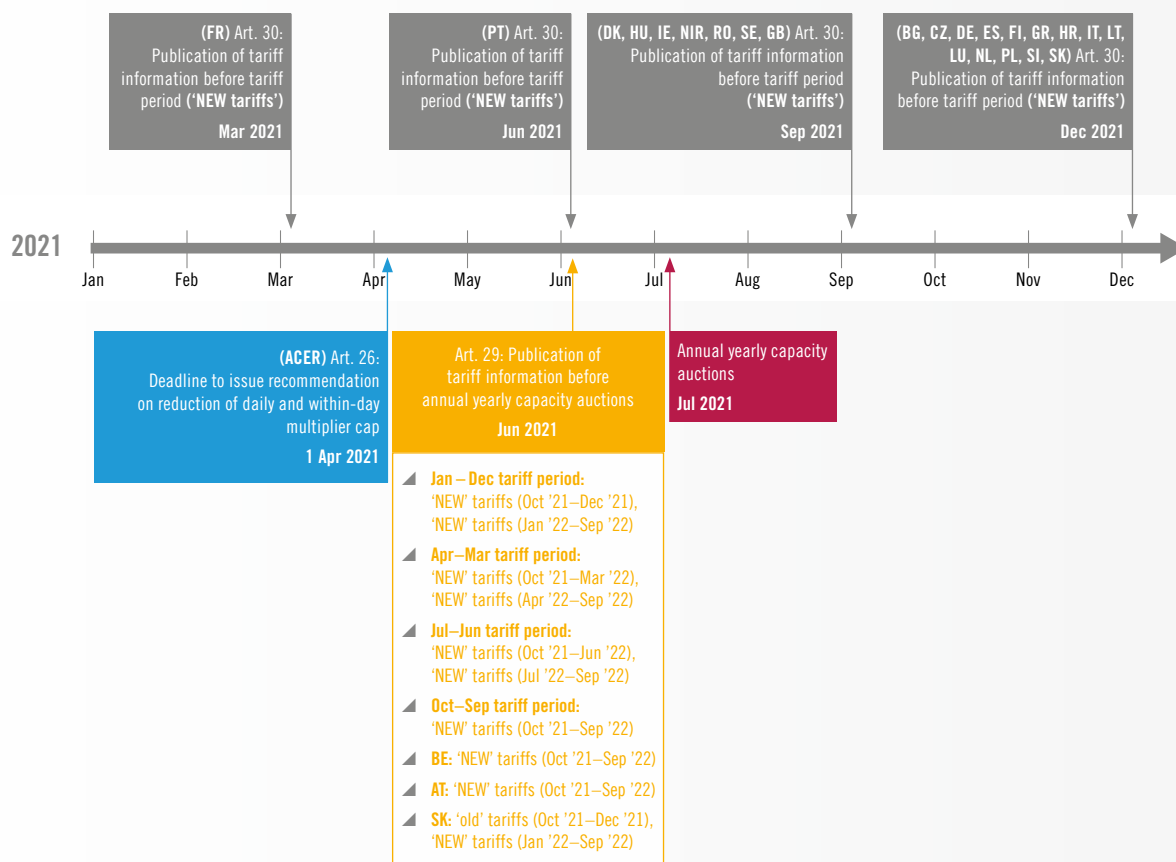 (FR) Art. 30:
Publication of tariff
information before tariff
period (‘NEW tariffs’)
Mar 2021
(PT) Art. 30:
Publication of tariff
information before tariff
period (‘NEW tariffs’)
Jun 2021
(DK, HU, IE, NIR, RO, SE, GB) Art. 30:
Publication of tariff information
before tariff period
(‘NEW tariffs’)
Sep 2021
(BG, CZ, DE, ES, FI, GR, HR, IT, LT,
LU, NL, PL, SI, SK) Art. 30:
Publication of tariff information
before tariff period (‘NEW tariffs’)
Dec 2021
2021
Jan
Feb
Mar
Apr
May
Jun
Jul
Aug
Sep
Oct
Nov
Dec
(ACER) Art. 26:
Deadline to issue recommendation
on reduction of daily and within-day
multiplier cap
1 Apr 2021
Art. 29: Publication of
tariff information before
annual yearly capacity auctions
Jun 2021
Annual yearly capacity
auctions
Jul 2021
Jan – Dec tariff period:
‘NEW’ tariffs (Oct ’21–Dec ’21),
‘NEW’ tariffs (Jan ’22–Sep ’22)
Apr–Mar tariff period:
‘NEW’ tariffs (Oct ’21–Mar ’22),
‘NEW’ tariffs (Apr ’22–Sep ’22)
Jul–Jun tariff period:
‘NEW’ tariffs (Oct ’21–Jun ’22),
‘NEW’ tariffs (Jul ’22–Sep ’22)
Oct–Sep tariff period:
‘NEW’ tariffs (Oct ’21–Sep ’22)
BE: ‘NEW’ tariffs (Oct ’21–Sep ’22)
AT: ‘NEW’ tariffs (Oct ’21–Sep ’22)
SK: ‘old’ tariffs (Oct ’21–Dec ’21),
‘NEW’ tariffs (Jan ’22–Sep ’22)